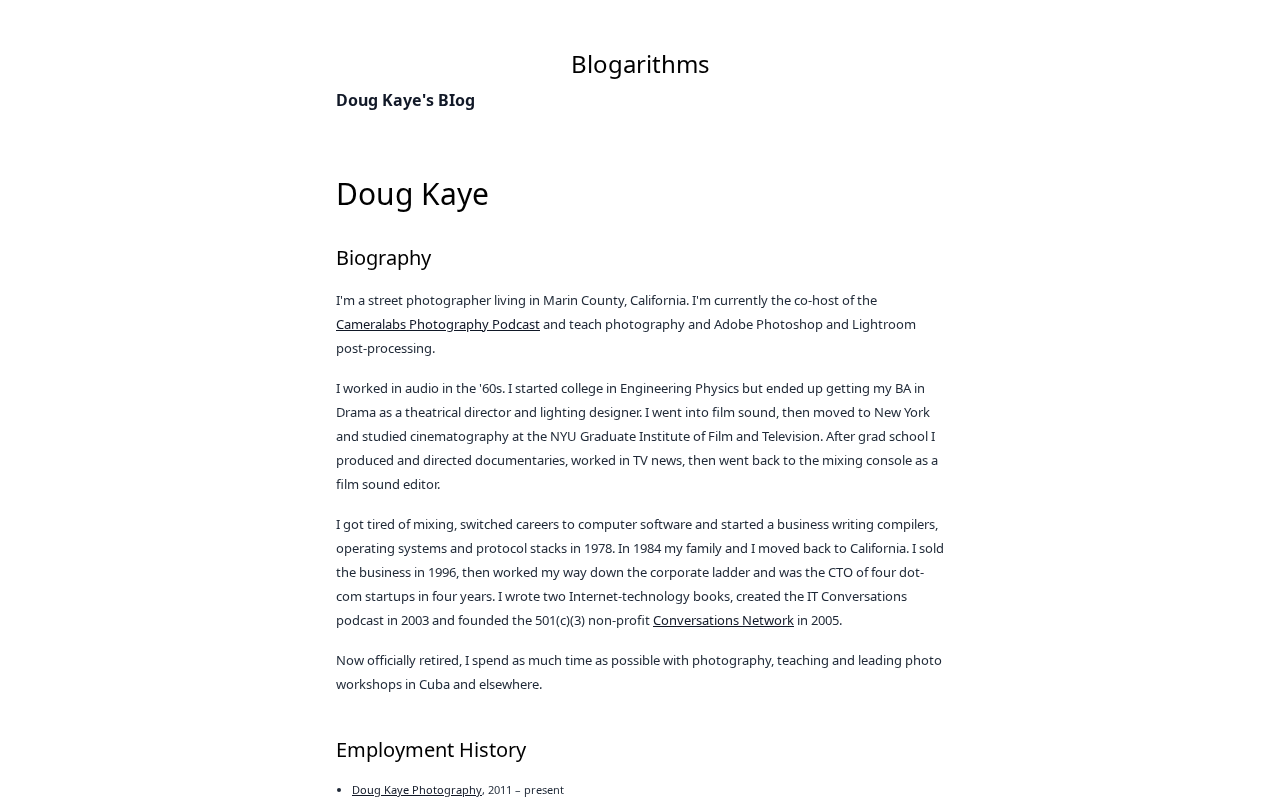 Blogarithms
Doug Kaye's BIog
Doug Kaye
Biography
I'm a street photographer living in Marin County, California. I'm currently the co-host of the
Cameralabs Photography Podcast and teach photography and Adobe Photoshop and Lightroom
post-processing.
I worked in audio in the '60s. I started college in Engineering Physics but ended up getting my BA in
Drama as a theatrical director and lighting designer. I went into film sound, then moved to New York
and studied cinematography at the NYU Graduate Institute of Film and Television. After grad school I
produced and directed documentaries, worked in TV news, then went back to the mixing console as a
film sound editor.
I got tired of mixing, switched careers to computer software and started a business writing compilers,
operating systems and protocol stacks in 1978. In 1984 my family and I moved back to California. I sold
the business in 1996, then worked my way down the corporate ladder and was the CTO of four dot-
com startups in four years. I wrote two Internet-technology books, created the IT Conversations
podcast in 2003 and founded the 501(c)(3) non-profit Conversations Network in 2005.
Now officially retired, I spend as much time as possible with photography, teaching and leading photo
workshops in Cuba and elsewhere.
Employment History
• Doug Kaye Photography, 2011 – present